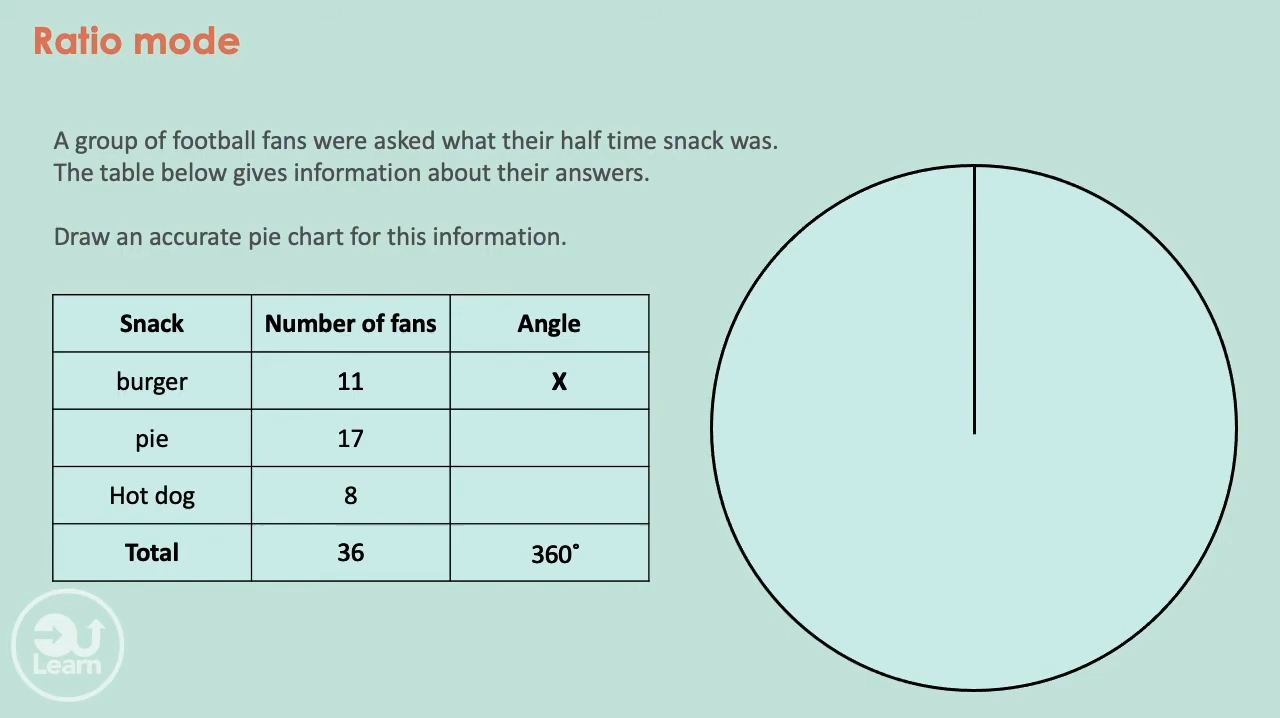 Ratio mode
A group of football fans were asked what their half time snack was.
The table below gives information about their answers.
Draw an accurate pie chart for this information.
Snack Number of fans Angle
burger 11 X
pie 17
Hot dog 8
Total 36 360°
Learn